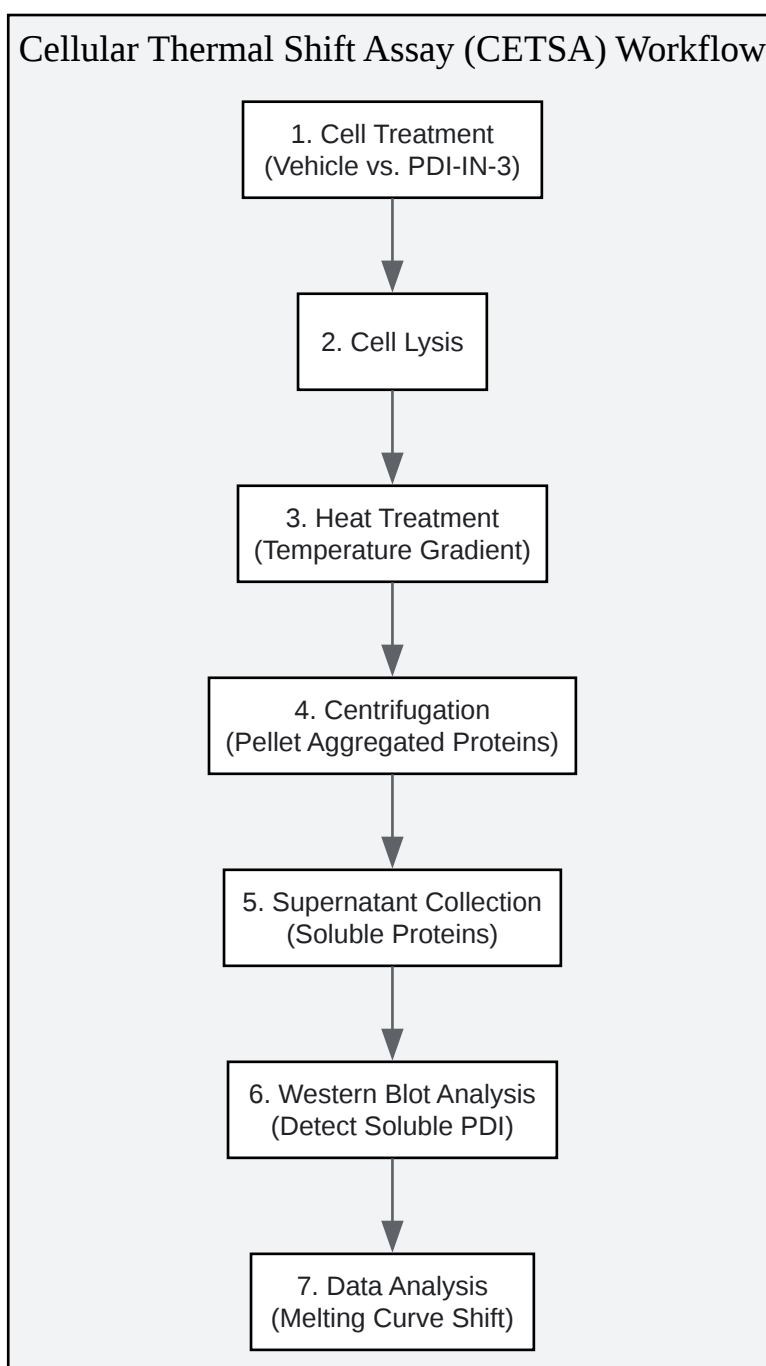 Cellular Thermal Shift Assay (CETSA) Workflow
1. Cell Treatment
(Vehicle vs. PDI-IN-3)
2. Cell Lysis
3. Heat Treatment
(Temperature Gradient)
4. Centrifugation
(Pellet Aggregated Proteins)
5. Supernatant Collection
(Soluble Proteins)
6. Western Blot Analysis
(Detect Soluble PDI)
7. Data Analysis
(Melting Curve Shift)